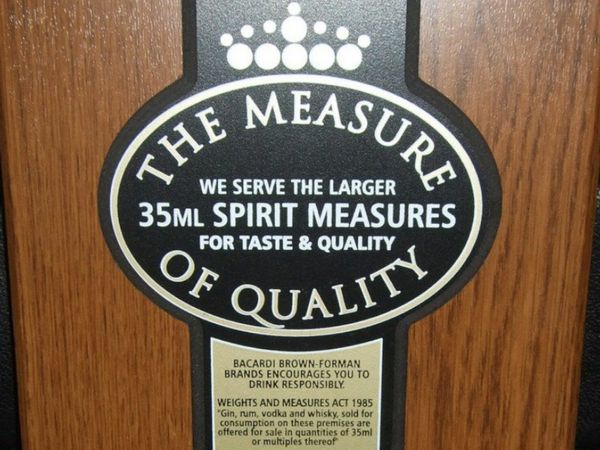 THE MEASURE
WE SERVE THE LARGER
35ML SPIRIT MEASURES
FOR TASTE & QUALITY
OF QUALITY
BACARDI BROWN-FORMAN
BRANDS ENCOURAGES YOU TO
DRINK RESPONSIBLY.
WEIGHTS AND MEASURES ACT 1985
"Gin, rum, vodka and whisky, sold for
consumption on these premises are
offered for sale in quantities of 35ml
or multiples thereof"